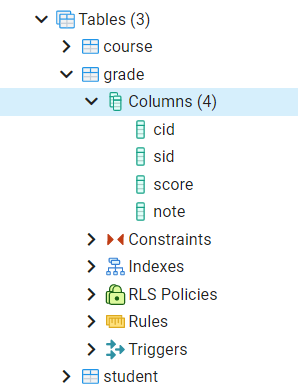 Tables (3)
course
grade
Columns (4)
cid
sid
score
note
Constraints
Indexes
RLS Policies
Rules
Triggers
student